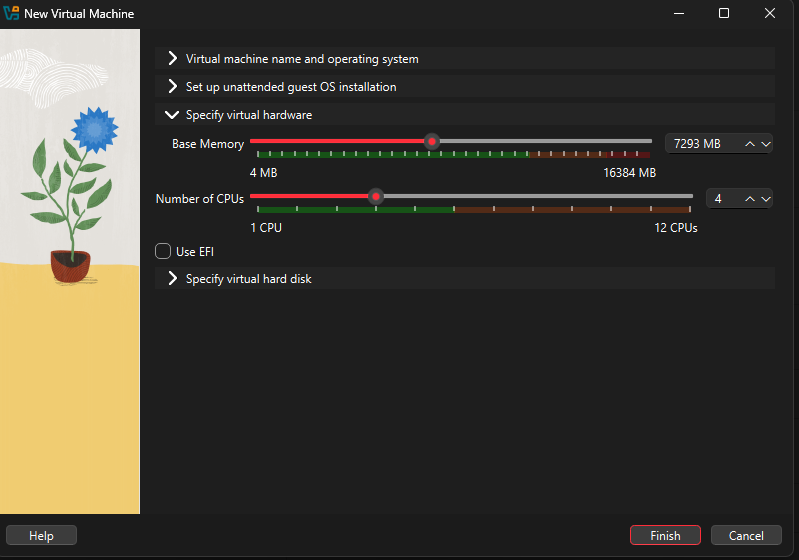 New Virtual Machine
Virtual machine name and operating system
Set up unattended guest OS installation
Specify virtual hardware
Base Memory 7293 MB
4 MB 16384 MB
Number of CPUs 4
1 CPU 12 CPUs
Use EFI
Specify virtual hard disk
Help Finish Cancel